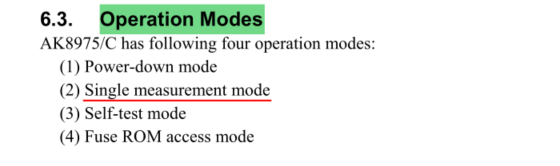 6.3. Operation Modes
AK8975/C has following four operation modes:
(1) Power-down mode
(2) Single measurement mode
(3) Self-test mode
(4) Fuse ROM access mode